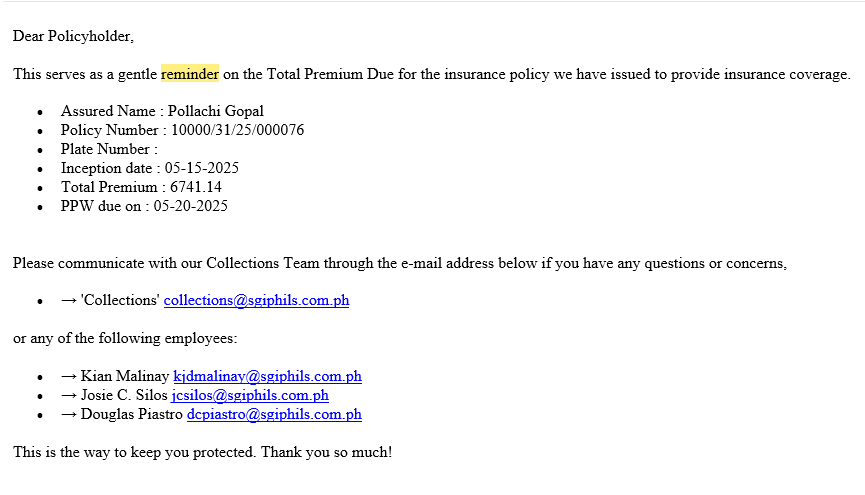 Dear Policyholder,
This serves as a gentle reminder on the Total Premium Due for the insurance policy we have issued to provide insurance coverage.
• Assured Name : Pollachi Gopal
• Policy Number : 10000/31/25/000076
• Plate Number :
• Inception date : 05-15-2025
• Total Premium : 6741.14
• PPW due on : 05-20-2025
Please communicate with our Collections Team through the e-mail address below if you have any questions or concerns,
• → 'Collections' collections@sgiphils.com.ph
or any of the following employees:
• → Kian Malinay kjdmalinay@sgiphils.com.ph
• → Josie C. Silos jcsilos@sgiphils.com.ph
• → Douglas Piastro dcpiastro@sgiphils.com.ph
This is the way to keep you protected. Thank you so much!